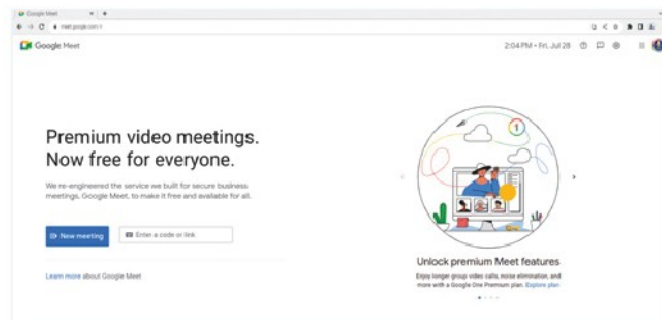 Google Meet
meet.google.com
Google Meet
2:04 PM • Fri, Jul 28
Premium video meetings.
Now free for everyone.
We re-engineered the service we built for secure business
meetings, Google Meet, to make it free and available for all.
New meeting
Enter a code or link
Learn more about Google Meet
1
Unlock premium Meet features
Enjoy longer group video calls, noise elimination, and
more with a Google One Premium plan. Explore plan